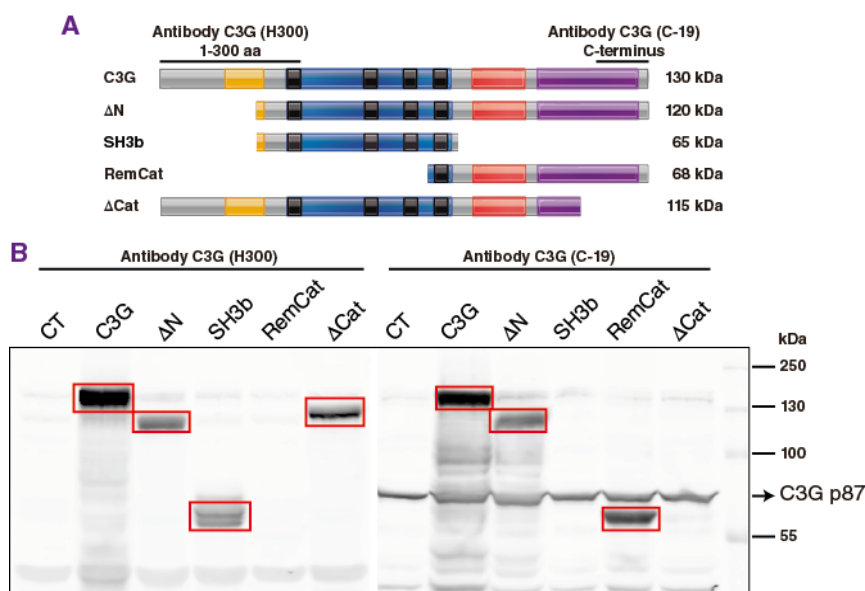 A
Antibody C3G (H300) Antibody C3G (C-19)
1-300 aa C-terminus
C3G 130 kDa
ΔN 120 kDa
SH3b 65 kDa
RemCat 68 kDa
ΔCat 115 kDa
B
Antibody C3G (H300) Antibody C3G (C-19)
CT C3G ΔN SH3b RemCat ΔCat CT C3G ΔN SH3b RemCat ΔCat
kDa
250
130
100
C3G p87
55